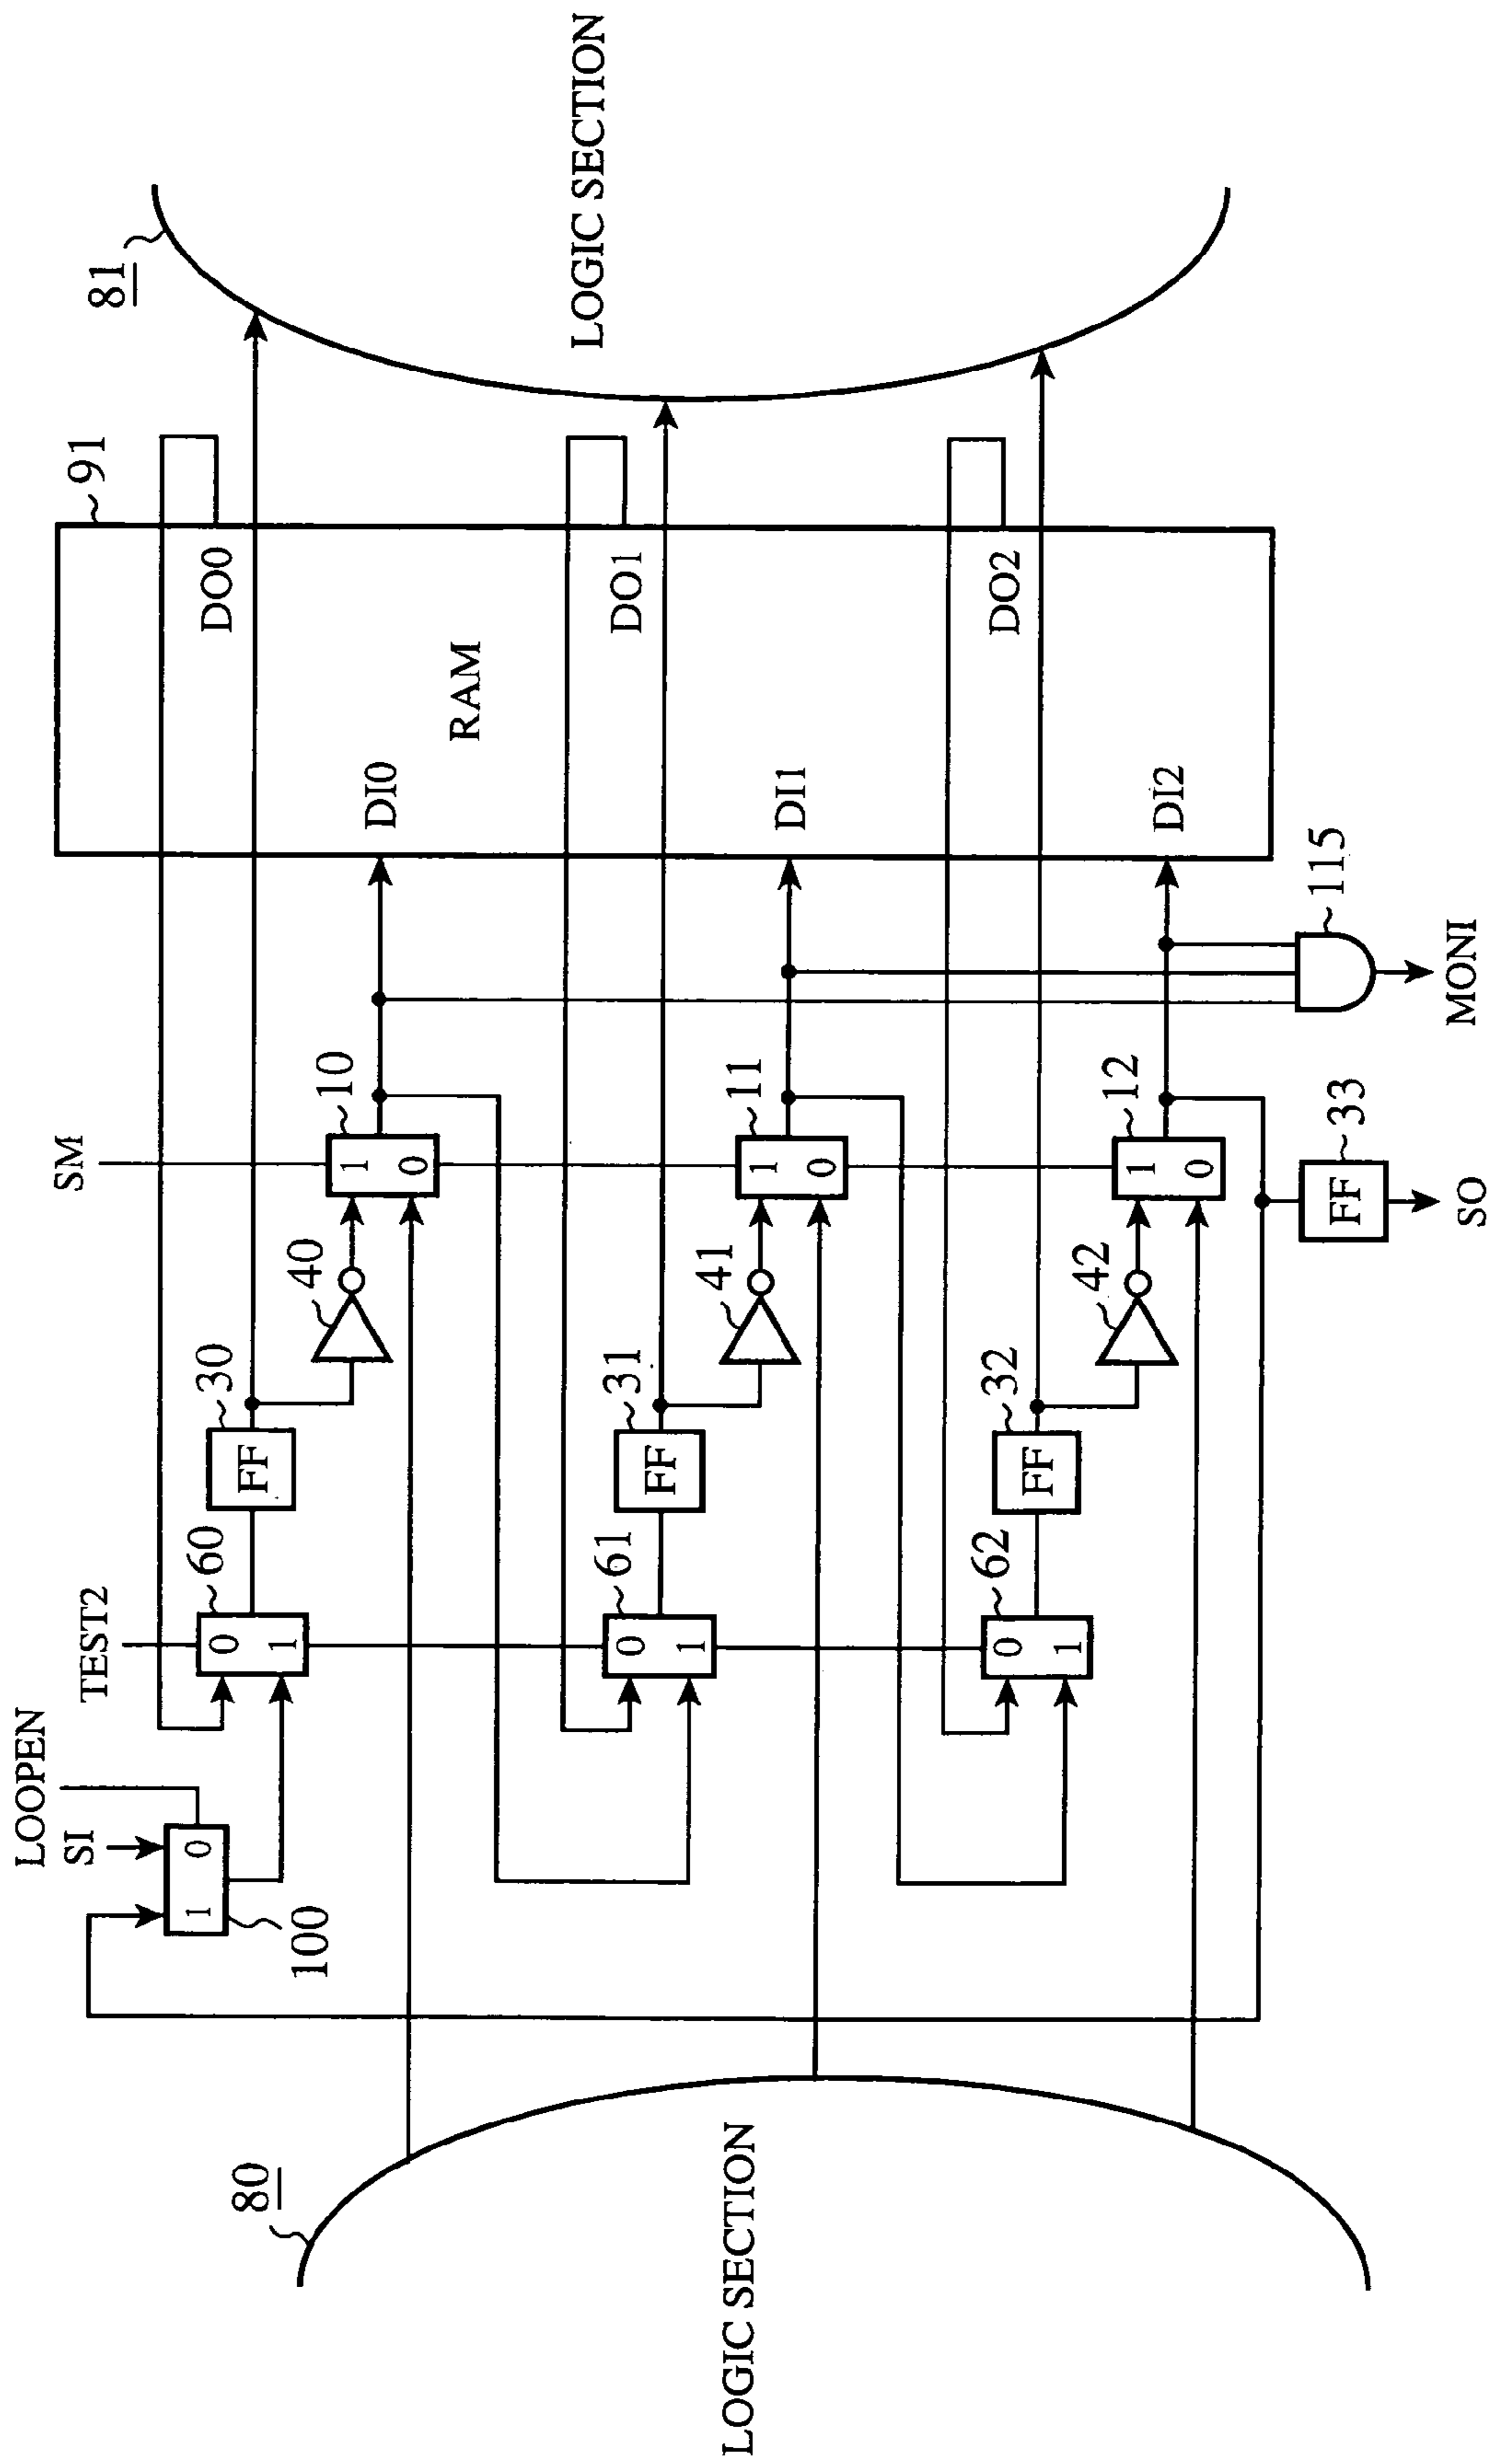 LOGIC SECTION
81
91
DO0
DO1
DO2
RAM
DI0
DI1
DI2
115
MONI
SM
10
1
0
11
1
0
12
1
0
33
FF
SO
40
41
42
30
FF
31
FF
32
FF
TEST2
60
0
1
61
0
1
62
0
1
LOOPEN
SI
1
0
100
80
LOGIC SECTION